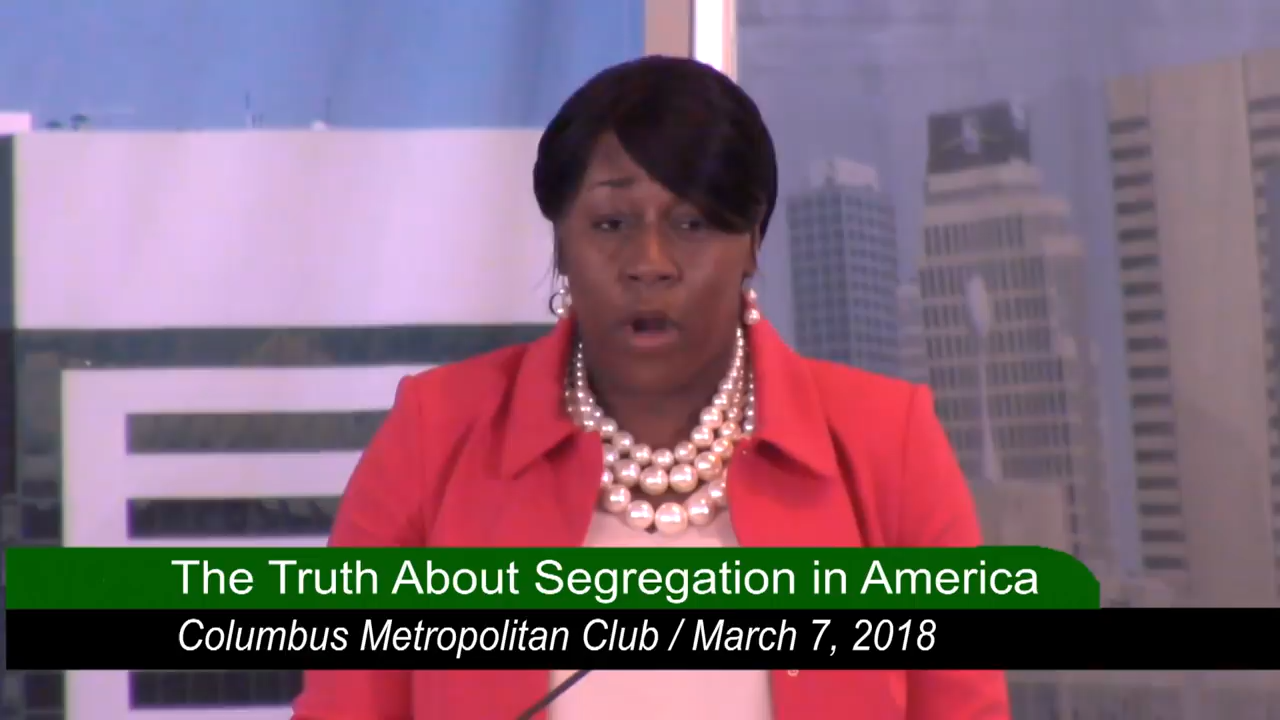 The Truth About Segregation in America
Columbus Metropolitan Club / March 7, 2018